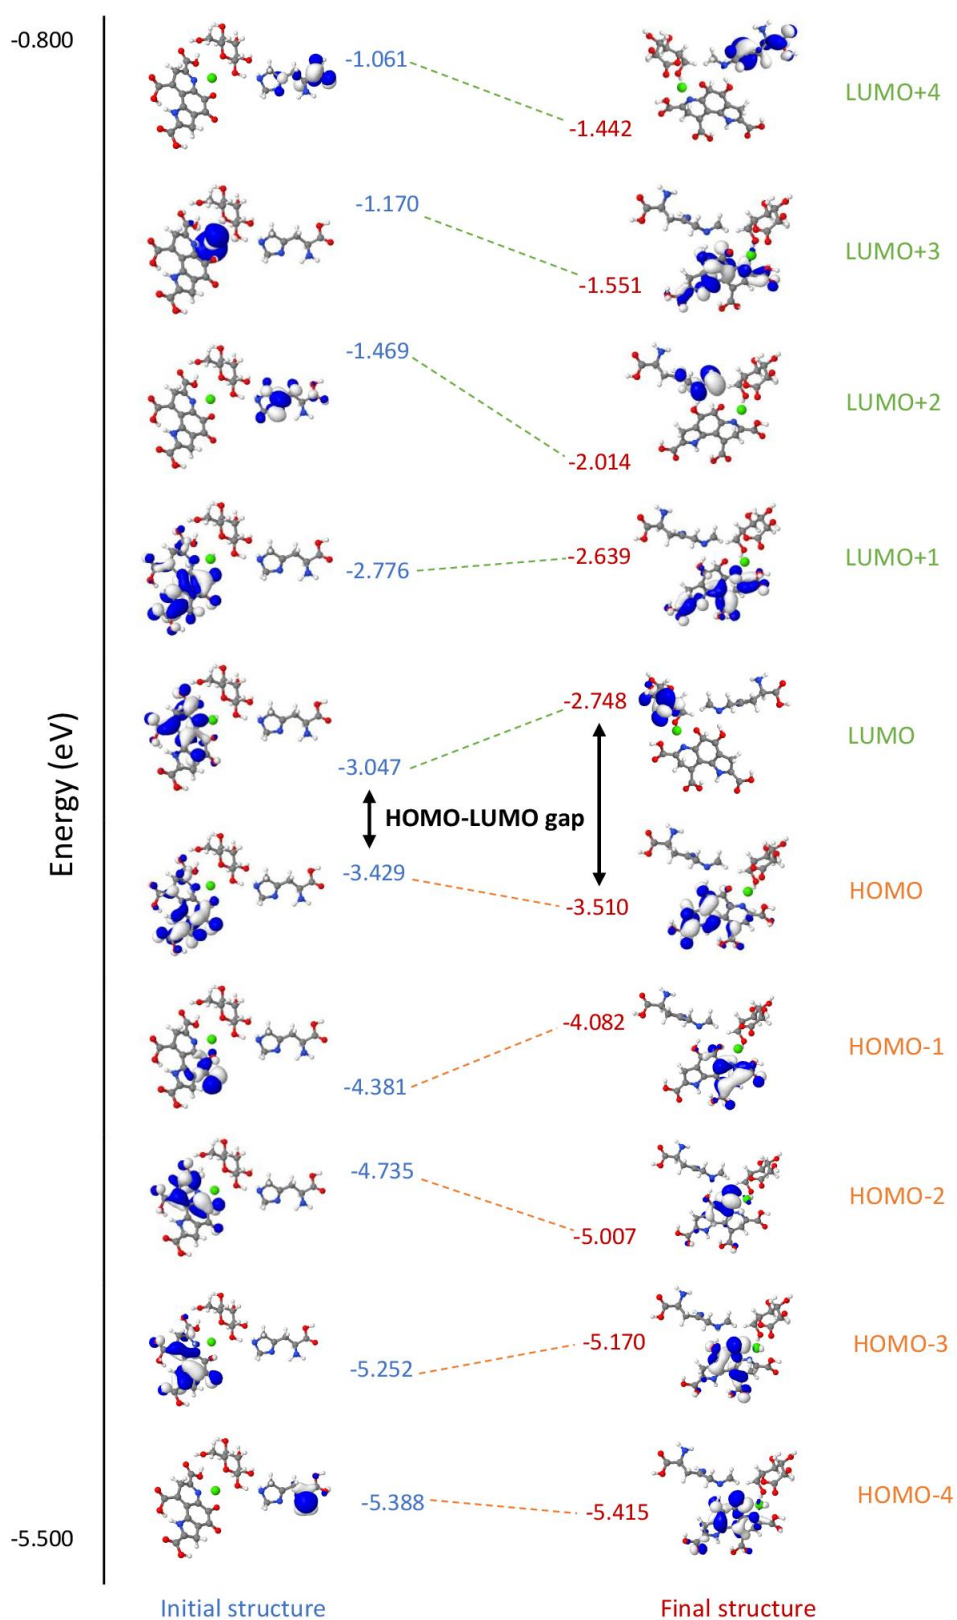 -0.800
-1.061
-1.442
LUMO+4
-1.170
-1.551
LUMO+3
-1.469
-2.014
LUMO+2
-2.776
-2.639
LUMO+1
Energy (eV)
-3.047
-2.748
LUMO
HOMO-LUMO gap
-3.429
-3.510
HOMO
-4.381
-4.082
HOMO-1
-4.735
-5.007
HOMO-2
-5.252
-5.170
HOMO-3
-5.388
-5.415
HOMO-4
-5.500
Initial structure
Final structure